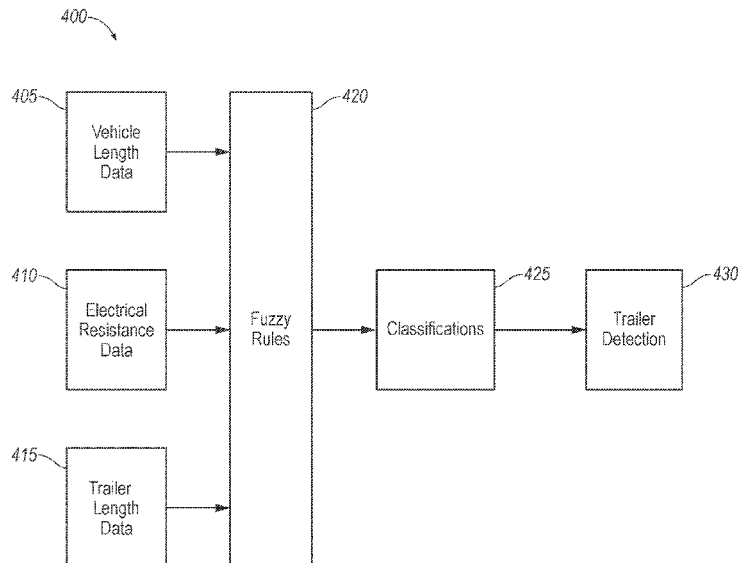 400
405
Vehicle
Length
Data
420
410
Electrical
Resistance
Data
Fuzzy
Rules
425
Classifications
430
Trailer
Detection
415
Trailer
Length
Data